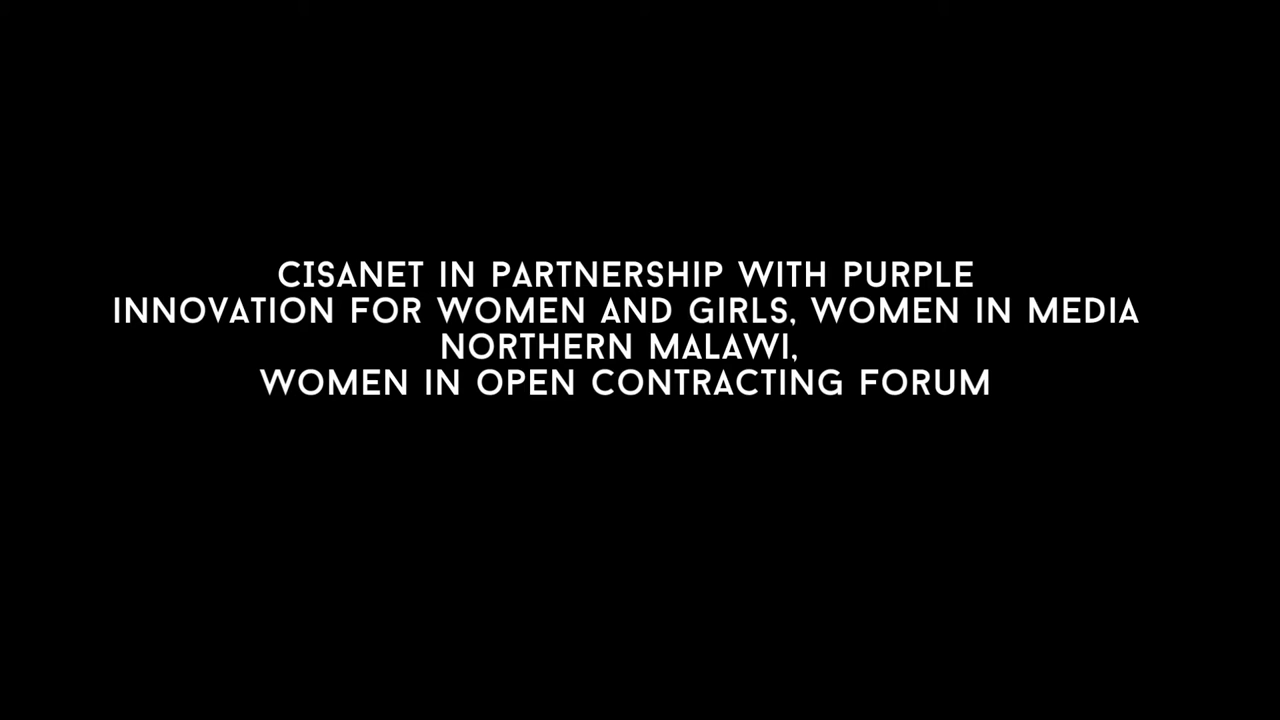 CISANET IN PARTNERSHIP WITH PURPLE
INNOVATION FOR WOMEN AND GIRLS, WOMEN IN MEDIA
NORTHERN MALAWI,
WOMEN IN OPEN CONTRACTING FORUM